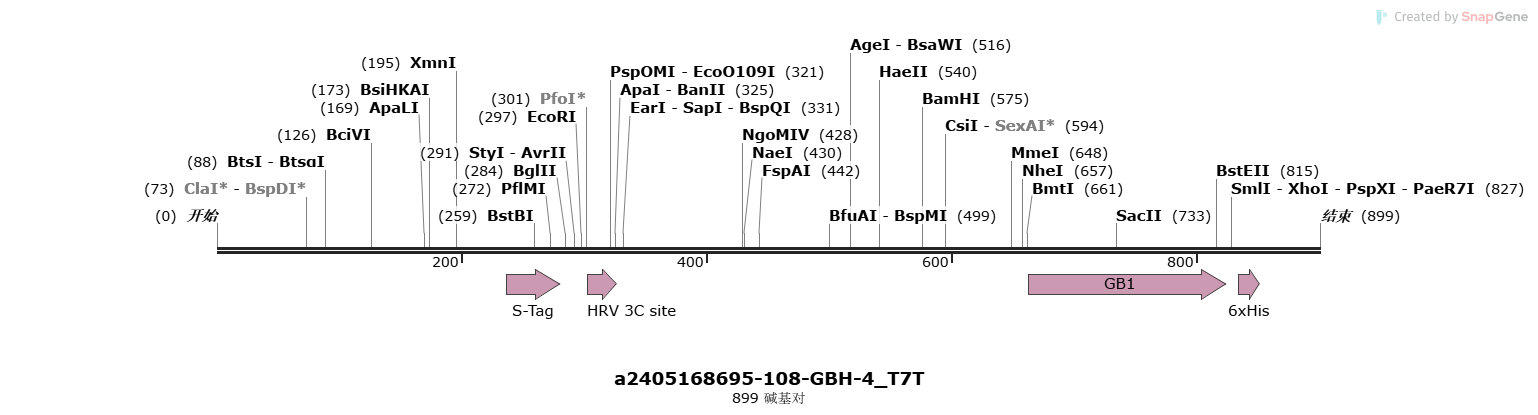 Created by SnapGene
AgeI - BsaWI (516)
(195) XmnI
PspOMI - EcoO109I (321)
HaeII (540)
(173) BsiHKAI
(301) PfoI*
ApaI - BanII (325)
BamHI (575)
(169) ApaLI
(297) EcoRI
EarI - SapI - BspQI (331)
CsiI - SexAI* (594)
(126) BciVI
NgoMIV (428)
(291) StyI - AvrII
NaeI (430)
MmeI (648)
(88) BtsI - BtsαI
(284) BglII
FspAI (442)
NheI (657)
BstEII (815)
(73) ClaI* - BspDI*
(272) PflMI
BmtI (661)
SmlI - XhoI - PspXI - PaeR7I (827)
(0) 开始
(259) BstBI
BfuAI - BspMI (499)
SacII (733)
结束 (899)
200
400
600
800
GB1
S-Tag
HRV 3C site
6xHis
a2405168695-108-GBH-4_T7T
899 碱基对